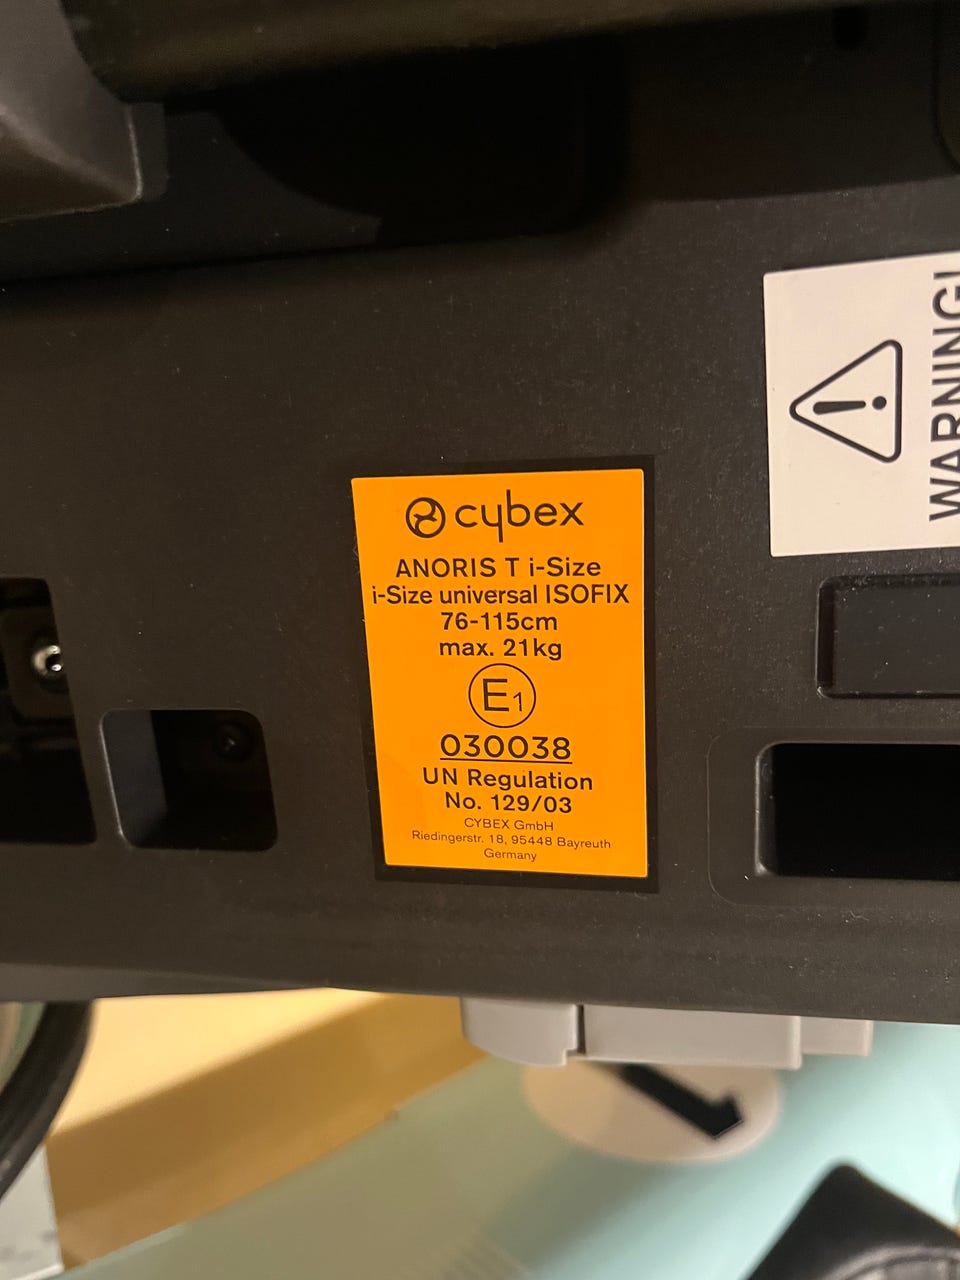 cybex
ANORIS T i-Size
i-Size universal ISOFIX
76-115cm
max. 21kg
E1
030038
UN Regulation
No. 129/03
CYBEX GmbH
Riedingerstr. 18, 95448 Bayreuth
Germany
WARNING!